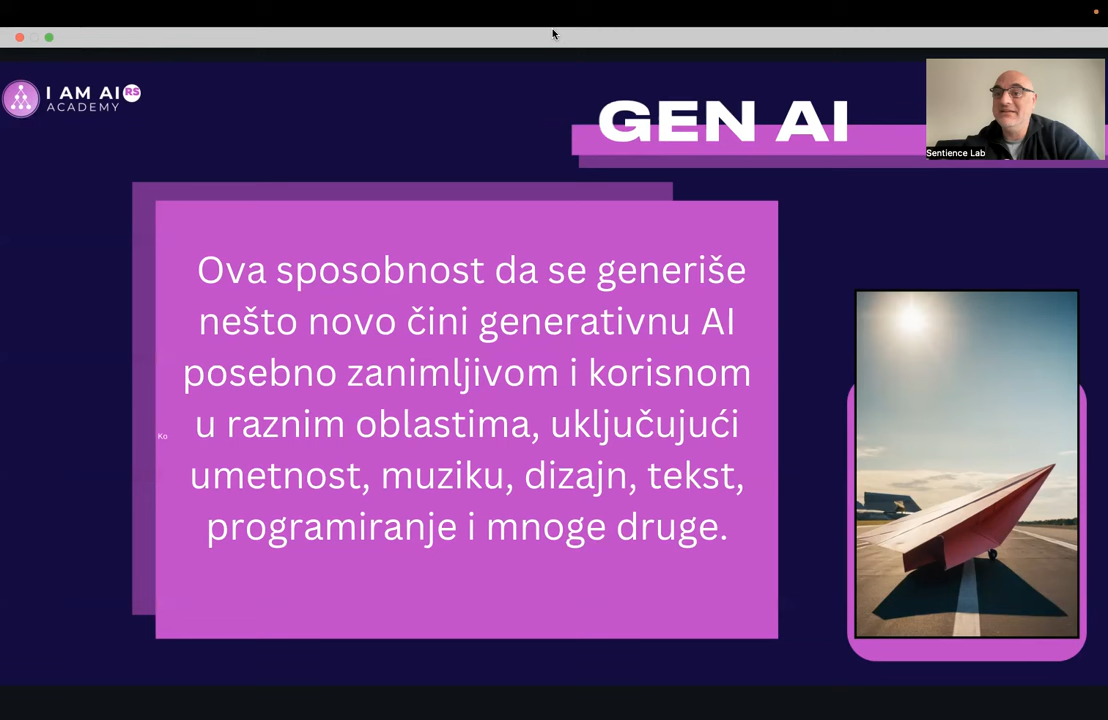 I AM AI RS
ACADEMY
GEN AI
Sentience Lab
Ova sposobnost da se generiše
nešto novo čini generativnu AI
posebno zanimljivom i korisnom
u raznim oblastima, uključujući
umetnost, muziku, dizajn, tekst,
programiranje i mnoge druge.
Ko